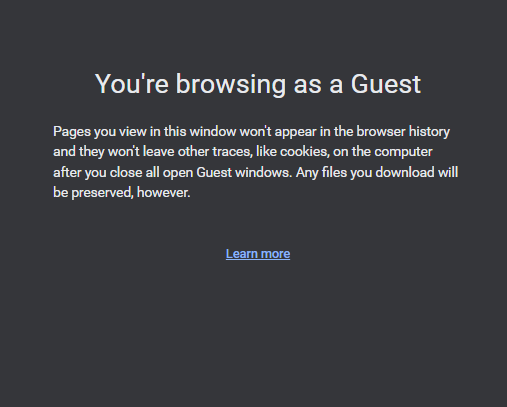 You're browsing as a Guest
Pages you view in this window won't appear in the browser history
and they won't leave other traces, like cookies, on the computer
after you close all open Guest windows. Any files you download will
be preserved, however.
Learn more